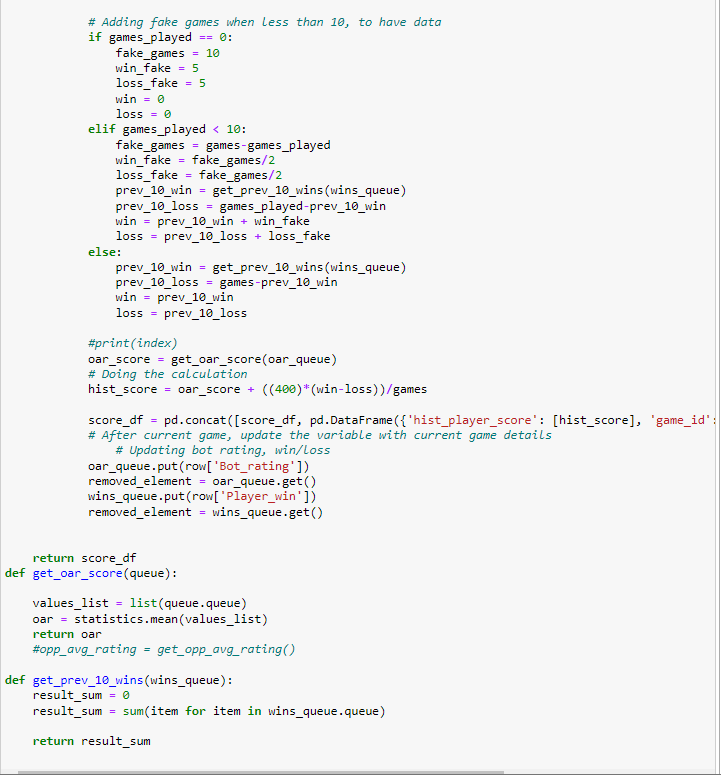 # Adding fake games when less than 10, to have data
if games_played == 0:
fake_games = 10
win_fake = 5
loss_fake = 5
win = 0
loss = 0
elif games_played < 10:
fake_games = games-games_played
win_fake = fake_games/2
loss_fake = fake_games/2
prev_10_win = get_prev_10_wins(wins_queue)
prev_10_loss = games_played-prev_10_win
win = prev_10_win + win_fake
loss = prev_10_loss + loss_fake
else:
prev_10_win = get_prev_10_wins(wins_queue)
prev_10_loss = games-prev_10_win
win = prev_10_win
loss = prev_10_loss
#print(index)
oar_score = get_oar_score(oar_queue)
# Doing the calculation
hist_score = oar_score + ((400)*(win-loss))/games
score_df = pd.concat([score_df, pd.DataFrame({'hist_player_score': [hist_score], 'game_id':
# After current game, update the variable with current game details
# Updating bot rating, win/loss
oar_queue.put(row['Bot_rating'])
removed_element = oar_queue.get()
wins_queue.put(row['Player_win'])
removed_element = wins_queue.get()
return score_df
def get_oar_score(queue):
values_list = list(queue.queue)
oar = statistics.mean(values_list)
return oar
#opp_avg_rating = get_opp_avg_rating()
def get_prev_10_wins(wins_queue):
result_sum = 0
result_sum = sum(item for item in wins_queue.queue)
return result_sum